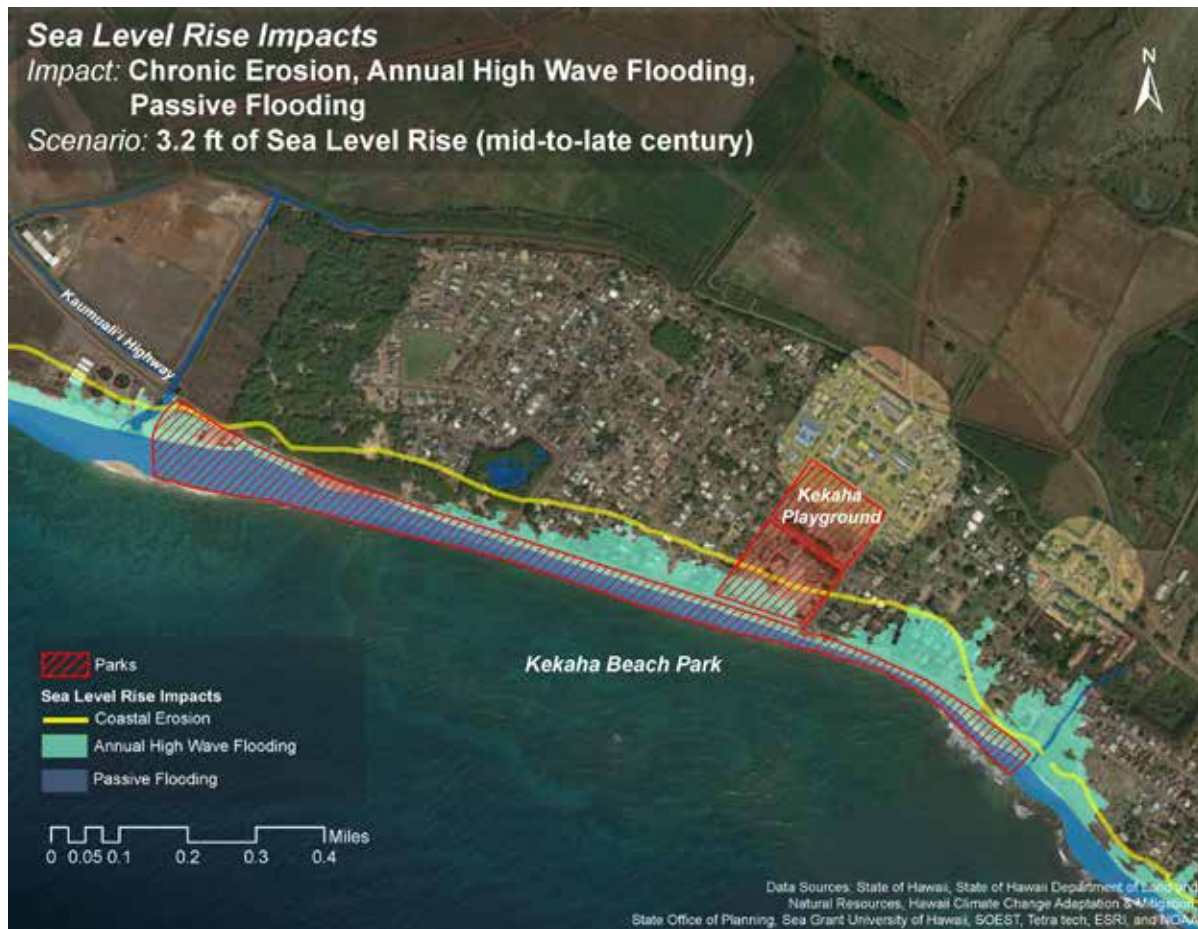 Sea Level Rise Impacts
Impact: Chronic Erosion, Annual High Wave Flooding,
Passive Flooding
Scenario: 3.2 ft of Sea Level Rise (mid-to-late century)
N
Kaumuali'i Highway
Kekaha
Playground
Kekaha Beach Park
Parks
Sea Level Rise Impacts
Coastal Erosion
Annual High Wave Flooding
Passive Flooding
Miles
0 0.05 0.1 0.2 0.3 0.4
Data Sources: State of Hawaii, State of Hawaii Department of Land and
Natural Resources, Hawaii Climate Change Adaptation & Mitigation,
State Office of Planning, Sea Grant University of Hawaii, SOEST, Tetra tech, ESRI, and NOAA